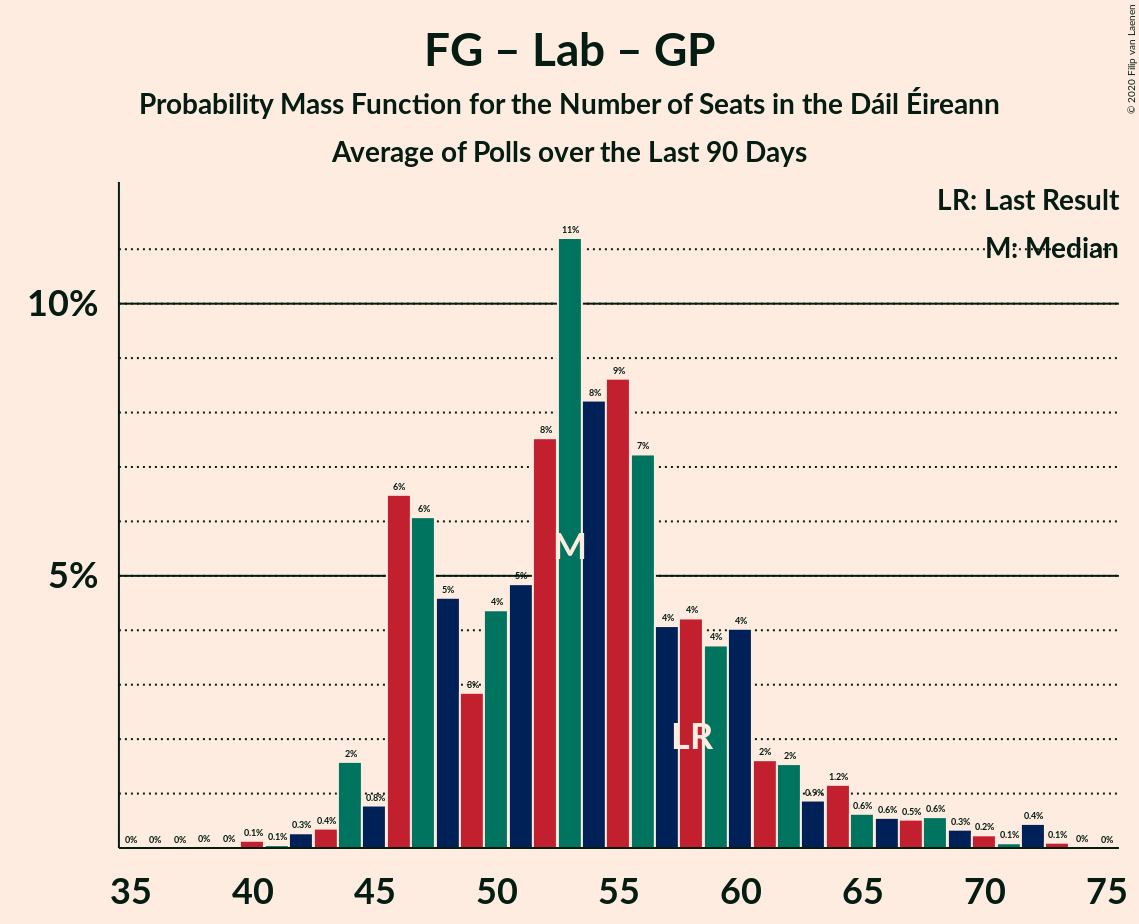 FG – Lab – GP
Probability Mass Function for the Number of Seats in the Dáil Éireann
Average of Polls over the Last 90 Days
© 2020 Filip van Laenen
LR: Last Result
M: Median
10%
5%
0% 0% 0% 0% 0% 0.1% 0.1% 0.3% 0.4% 2% 0.8% 6% 6% 5% 3% 4% 5% 8% 11% 8% 9% 7% 4% 4% 4% 4% 2% 2% 0.9% 1.2% 0.6% 0.6% 0.5% 0.6% 0.3% 0.2% 0.1% 0.4% 0.1% 0% 0%
M
LR
35 40 45 50 55 60 65 70 75